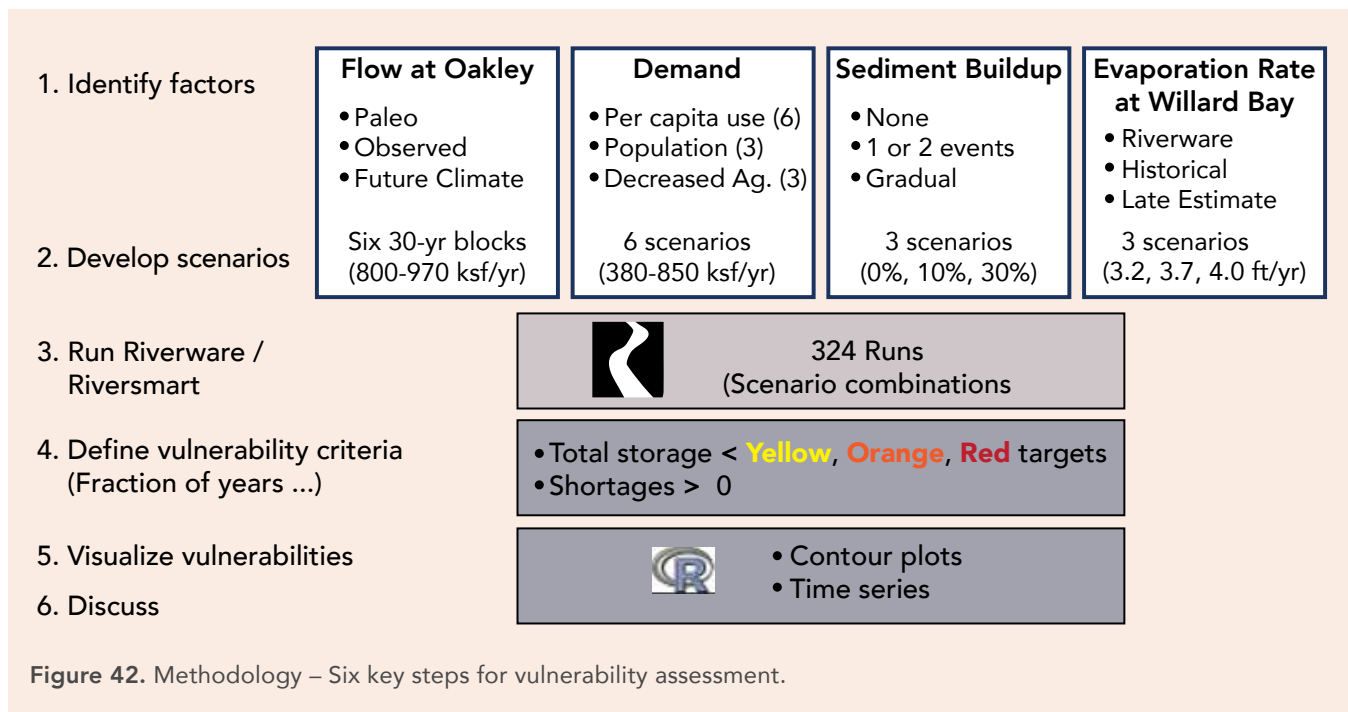 1. Identify factors
Flow at Oakley
• Paleo
• Observed
• Future Climate
Demand
• Per capita use (6)
• Population (3)
• Decreased Ag. (3)
Sediment Buildup
• None
• 1 or 2 events
• Gradual
Evaporation Rate
at Willard Bay
• Riverware
• Historical
• Late Estimate
2. Develop scenarios
Six 30-yr blocks
(800-970 ksf/yr)
6 scenarios
(380-850 ksf/yr)
3 scenarios
(0%, 10%, 30%)
3 scenarios
(3.2, 3.7, 4.0 ft/yr)
3. Run Riverware /
Riversmart
324 Runs
(Scenario combinations
4. Define vulnerability criteria
(Fraction of years ...)
• Total storage < Yellow, Orange, Red targets
• Shortages > 0
5. Visualize vulnerabilities
6. Discuss
R
• Contour plots
• Time series
Figure 42. Methodology – Six key steps for vulnerability assessment.